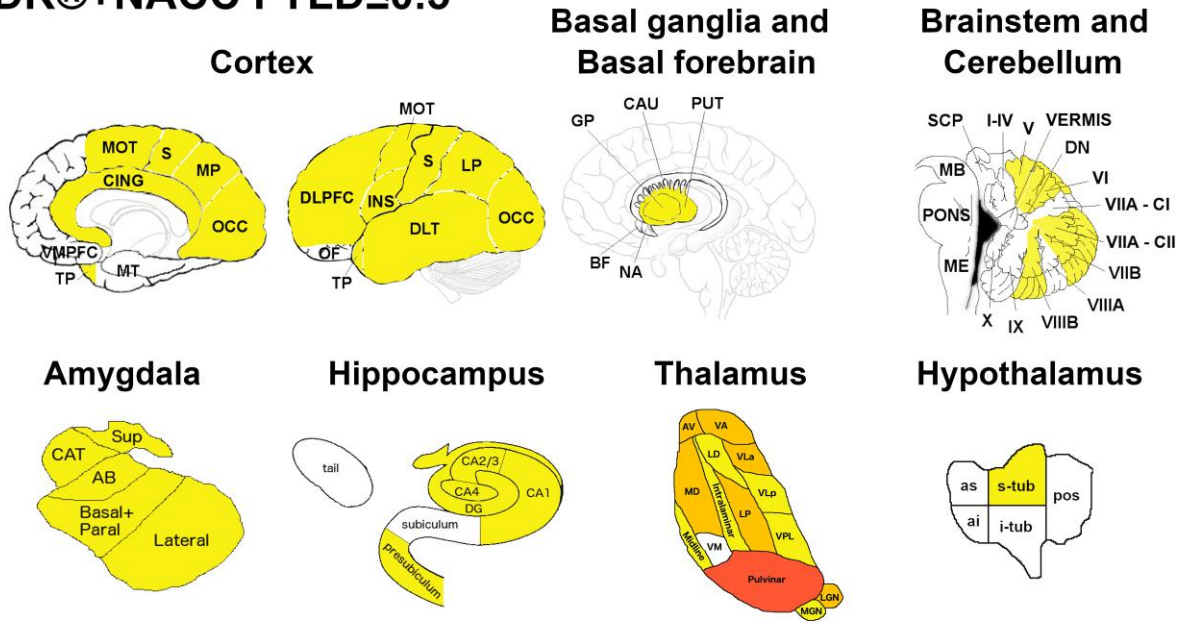 Basal ganglia and
Basal forebrain
Brainstem and
Cerebellum
Cortex
MOT
S
MP
CING
OCC
VMPFC
TP
MT
MOT
S
LP
DLPFC
INS
DLT
OCC
OF
TP
GP
CAU
PUT
BF
NA
SCP
I-IV
V
VERMIS
DN
MB
VI
VIIA - CI
PONS
VIIA - CII
ME
VIIB
VIIIA
X
IX
VIIIB
Amygdala
Hippocampus
Thalamus
Hypothalamus
Sup
CAT
AB
Basal+
Paral
Lateral
tail
CA2/3
CA4
CA1
DG
subiculum
presubiculum
AV
VA
LD
VLa
MD
Intralaminar
VLp
LP
VPL
Midline
VM
Pulvinar
LGN
MGN
as
s-tub
pos
ai
i-tub